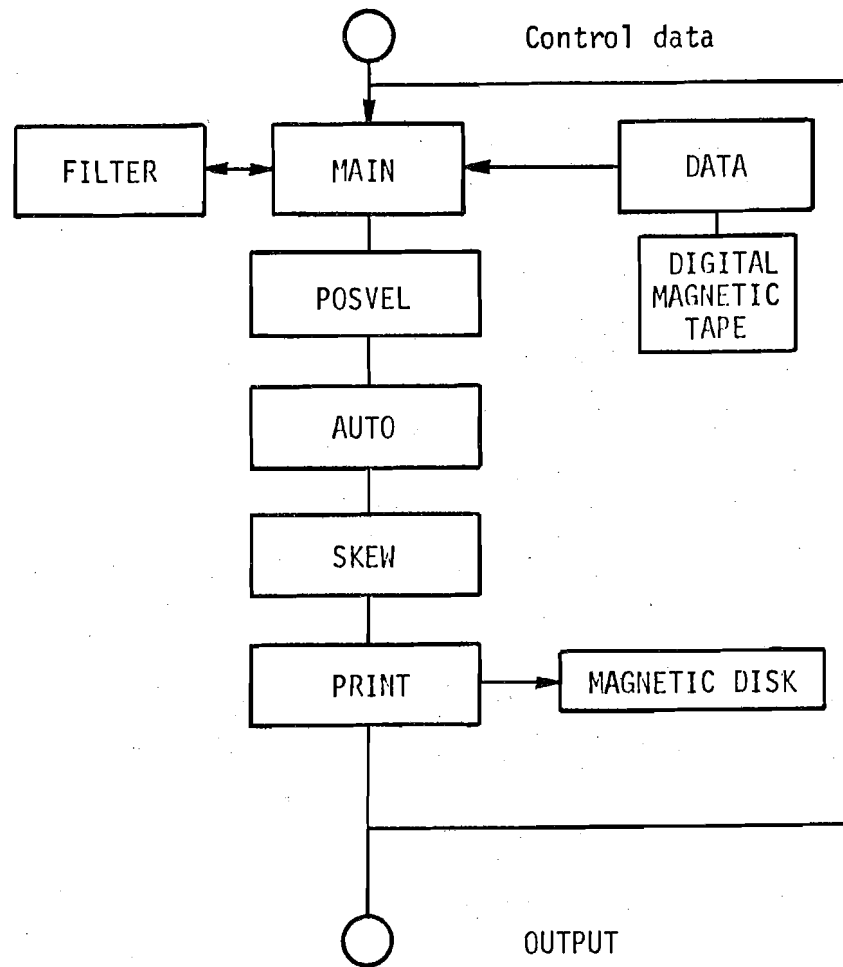 Control data
FILTER
MAIN
DATA
DIGITAL
MAGNETIC
TAPE
POSVEL
AUTO
SKEW
PRINT
MAGNETIC DISK
OUTPUT